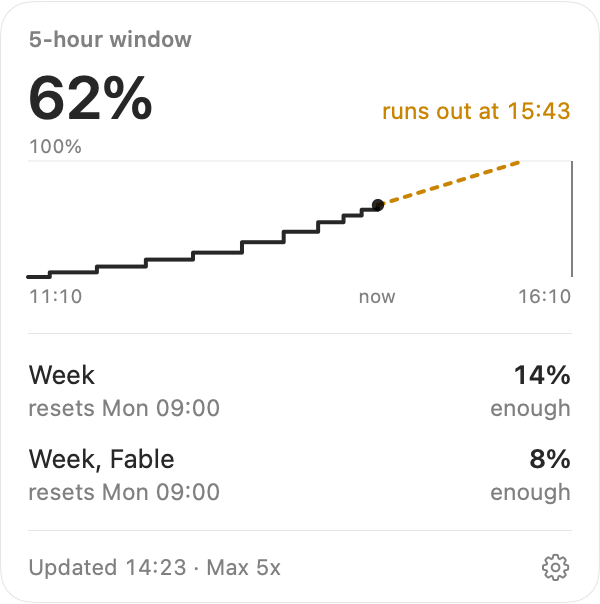 5-hour window
62%
runs out at 15:43
100%
11:10 now 16:10
Week 14%
resets Mon 09:00 enough
Week, Fable 8%
resets Mon 09:00 enough
Updated 14:23 · Max 5x